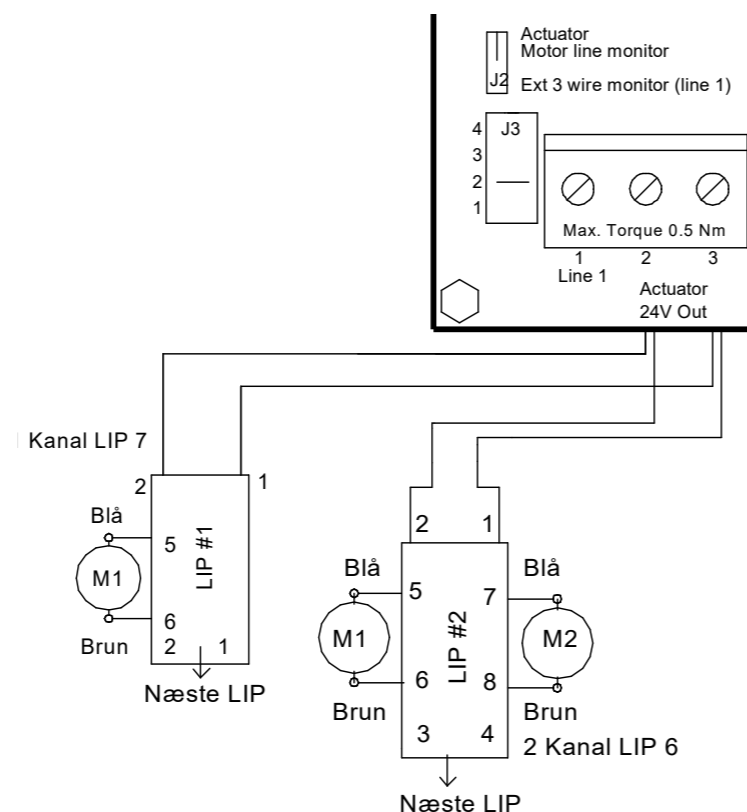 Actuator
Motor line monitor
J2
Ext 3 wire monitor (line 1)
4
J3
3
2
1
Max. Torque 0.5 Nm
1
2
3
Line 1
Actuator
24V Out
Kanal LIP 7
2
1
Blå
5
LIP #1
M1
6
Brun
2
1
Næste LIP
2
1
Blå
5
7
Blå
M1
LIP #2
M2
6
8
Brun
Brun
3
4
2 Kanal LIP 6
Næste LIP